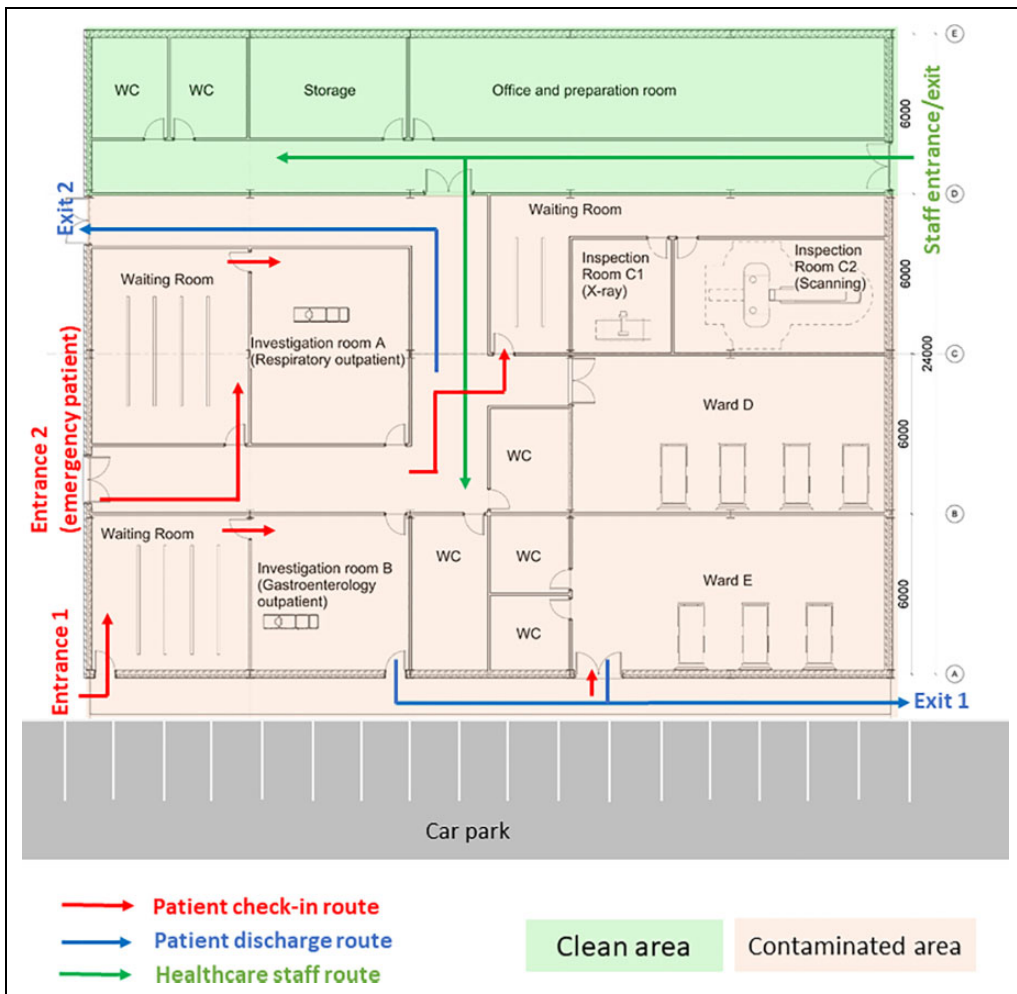 E
WC
WC
Storage
Office and preparation room
6000
Staff entrance/exit
D
Exit 2
Waiting Room
Waiting Room
Inspection
Room C1
(X-ray)
Inspection
Room C2
(Scanning)
6000
Investigation room A
(Respiratory outpatient)
C
24000
Entrance 2
(emergency patient)
Ward D
WC
6000
B
Waiting Room
Investigation room B
(Gastroenterology
outpatient)
WC
WC
Ward E
6000
WC
Entrance 1
A
Exit 1
Car park
Patient check-in route
Patient discharge route
Healthcare staff route
Clean area
Contaminated area